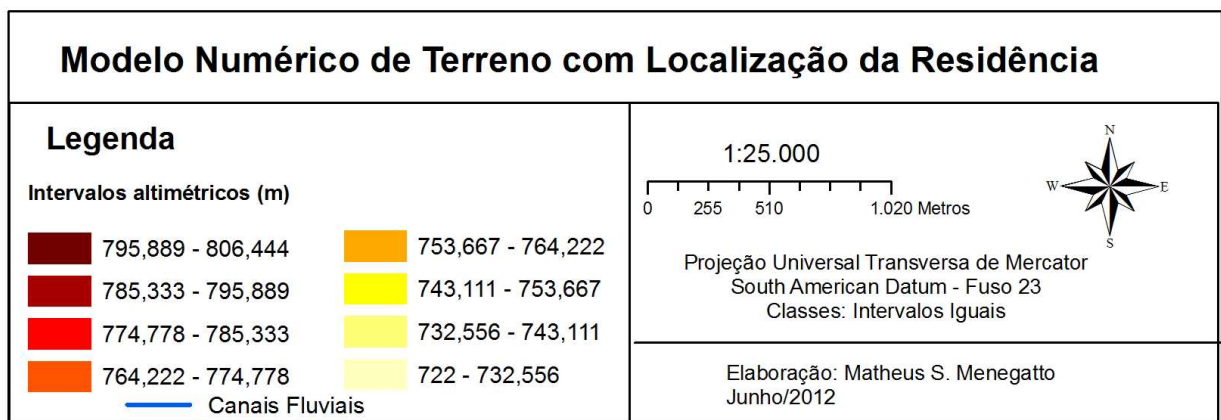 Modelo Numérico de Terreno com Localização da Residência
Legenda
Intervalos altimétricos (m)
795,889 - 806,444
785,333 - 795,889
774,778 - 785,333
764,222 - 774,778
753,667 - 764,222
743,111 - 753,667
732,556 - 743,111
722 - 732,556
Canais Fluviais
1:25.000
0 255 510 1.020 Metros
N
W E
S
Projeção Universal Transversa de Mercator
South American Datum - Fuso 23
Classes: Intervalos Iguais
Elaboração: Matheus S. Menegatto
Junho/2012